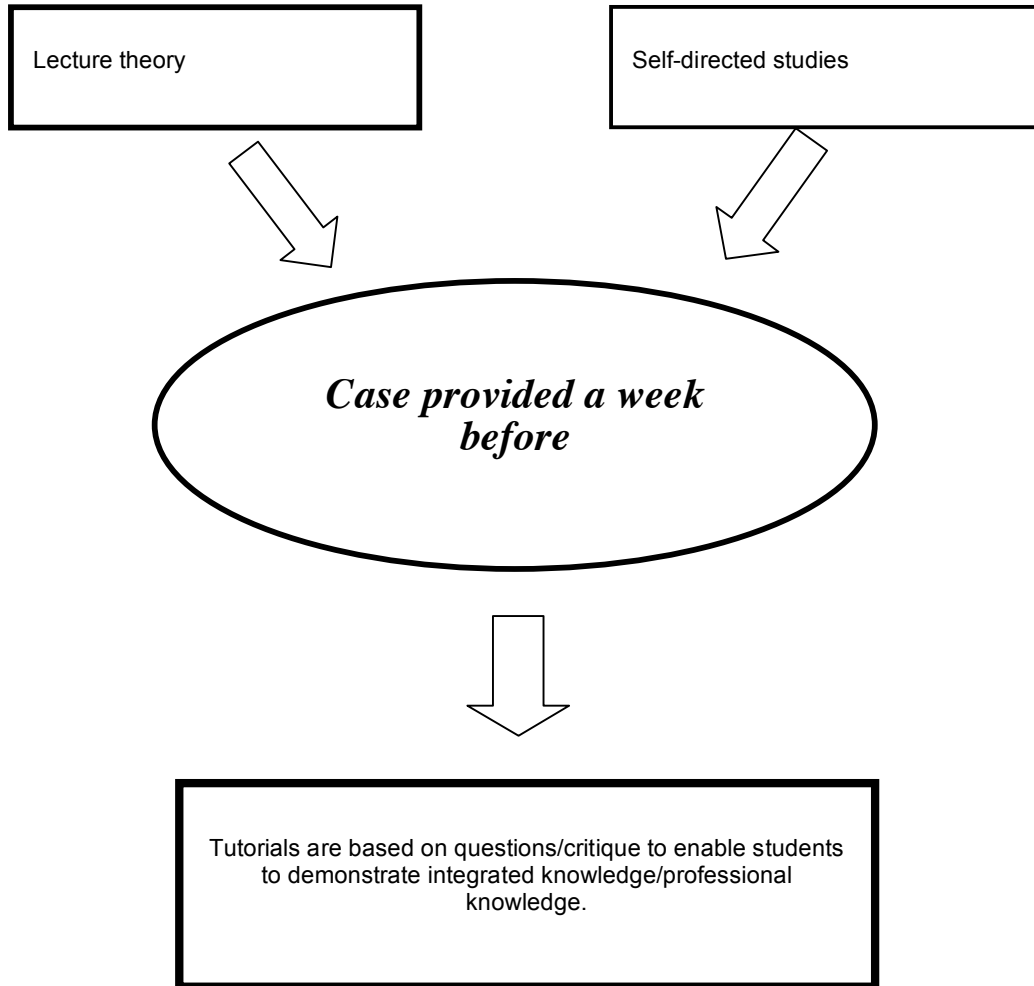 Lecture theory
Self-directed studies
Case provided a week
before
Tutorials are based on questions/critique to enable students
to demonstrate integrated knowledge/professional
knowledge.